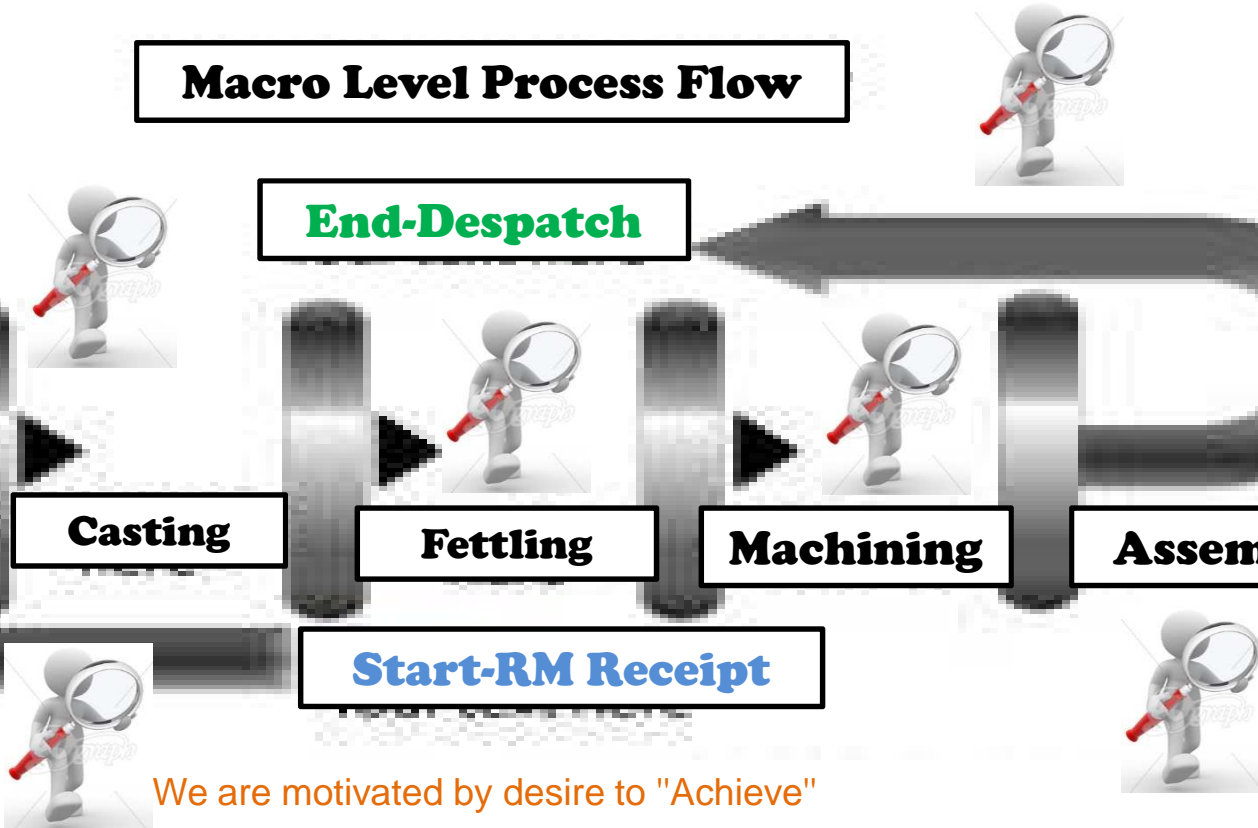 Macro Level Process Flow
End-Despatch
Casting
Fettling
Machining
Assem
Start-RM Receipt
We are motivated by desire to "Achieve"